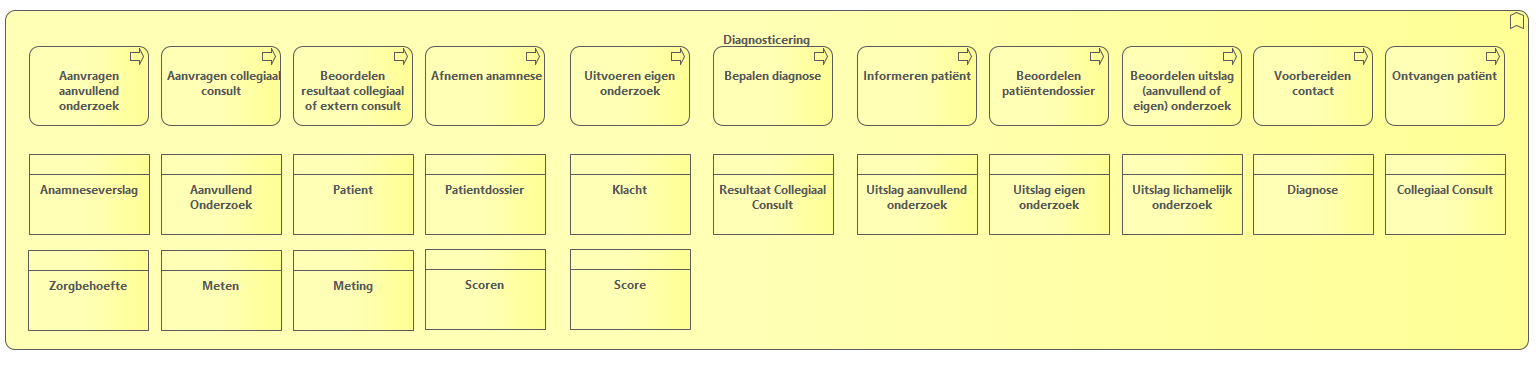 Diagnosticering
Aanvragen
aanvullend
onderzoek
Aanvragen collegiaal
consult
Beoordelen
resultaat collegiaal
of extern consult
Afnemen anamnese
Uitvoeren eigen
onderzoek
Bepalen diagnose
Informeren patiënt
Beoordelen
patiëntendossier
Beoordelen uitslag
(aanvullend of
eigen) onderzoek
Voorbereiden
contact
Ontvangen patiënt
Anamneseverslag
Aanvullend
Onderzoek
Patient
Patientdossier
Klacht
Resultaat Collegiaal
Consult
Uitslag aanvullend
onderzoek
Uitslag eigen
onderzoek
Uitslag lichamelijk
onderzoek
Diagnose
Collegiaal Consult
Zorgbehoefte
Meten
Meting
Scoren
Score